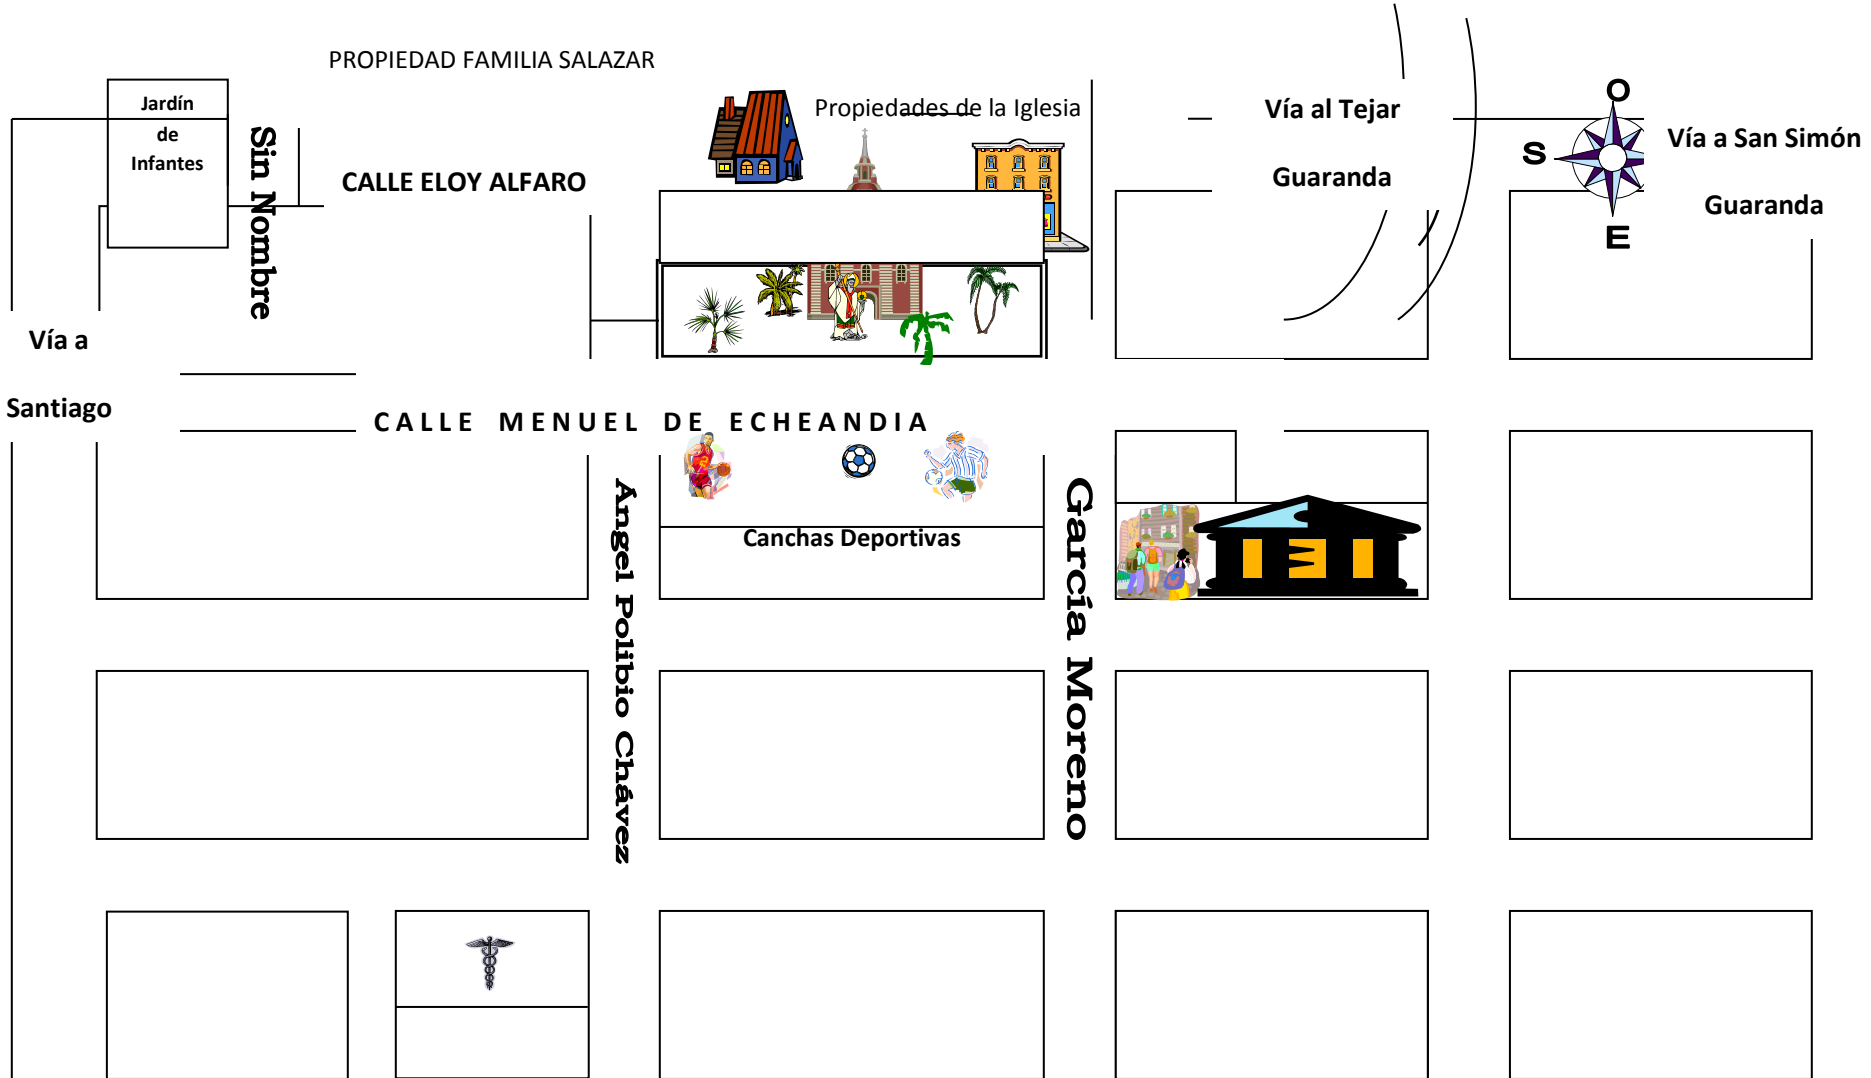 PROPIEDAD FAMILIA SALAZAR
Jardín
de
Infantes
Sin Nombre
CALLE ELOY ALFARO
Propiedades de la Iglesia
Vía al Tejar
Guaranda
O
S
E
Vía a San Simón
Guaranda
Vía a
Santiago
CALLE MENUEL DE ECHEANDIA
Canchas Deportivas
Ángel Polibio Chávez
García Moreno